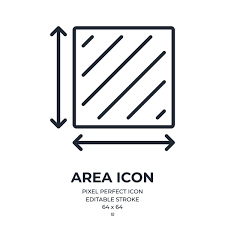 AREA ICON
PIXEL PERFECT ICON
EDITABLE STROKE
64 x 64